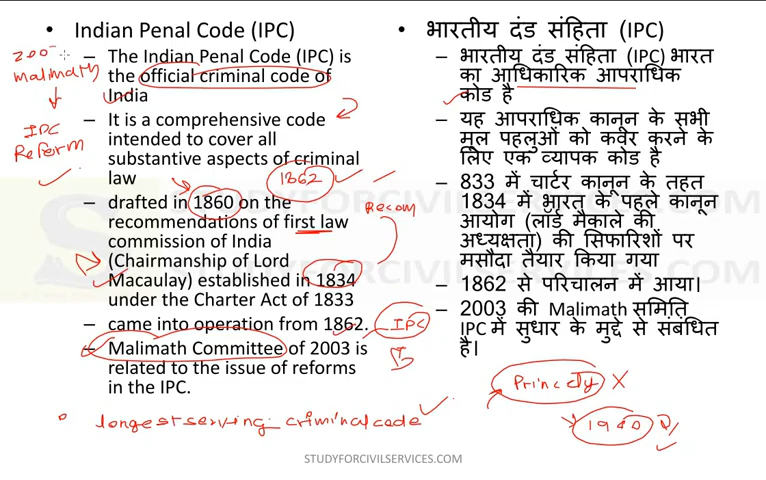 • Indian Penal Code (IPC)
– The Indian Penal Code (IPC) is
the official criminal code of
India
– It is a comprehensive code
intended to cover all
substantive aspects of criminal
law
– drafted in 1860 on the
recommendations of first law
commission of India
(Chairmanship of Lord
Macaulay) established in 1834
under the Charter Act of 1833
– came into operation from 1862.
– Malimath Committee of 2003 is
related to the issue of reforms
in the IPC.
• भारतीय दंड संहिता (IPC)
– भारतीय दंड संहिता (IPC) भारत
का आधिकारिक आपराधिक
कोड है
– यह आपराधिक कानून के सभी
मूल पहलुओं को कवर करने के
लिए एक व्यापक कोड है
– 833 में चार्टर कानून के तहत
1834 में भारत के पहले कानून
आयोग (लॉर्ड मैकाले की
अध्यक्षता) की सिफारिशों पर
मसौदा तैयार किया गया
– 1862 से परिचालन में आया।
– 2003 की Malimath समिति
IPC में सुधार के मुद्दे से संबंधित
है।
malimath
IPC
Reform
1862
Recom
IPC
Princely X
longest serving criminal code
STUDYFORCIVILSERVICES.COM
STUDYFORCIVILSERVICES.COM